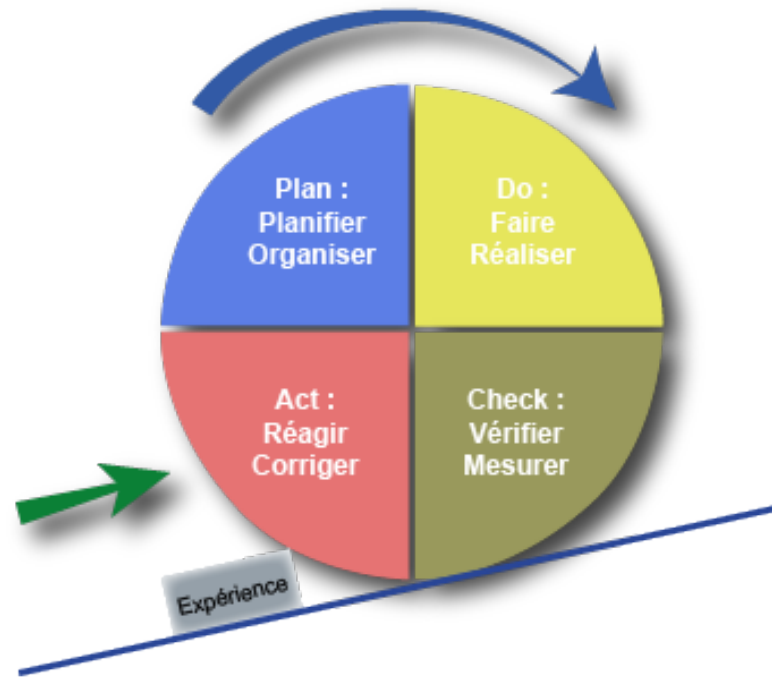 Plan :
Planifier
Organiser
Do :
Faire
Réaliser
Act :
Réagir
Corriger
Check :
Vérifier
Mesurer
Expérience